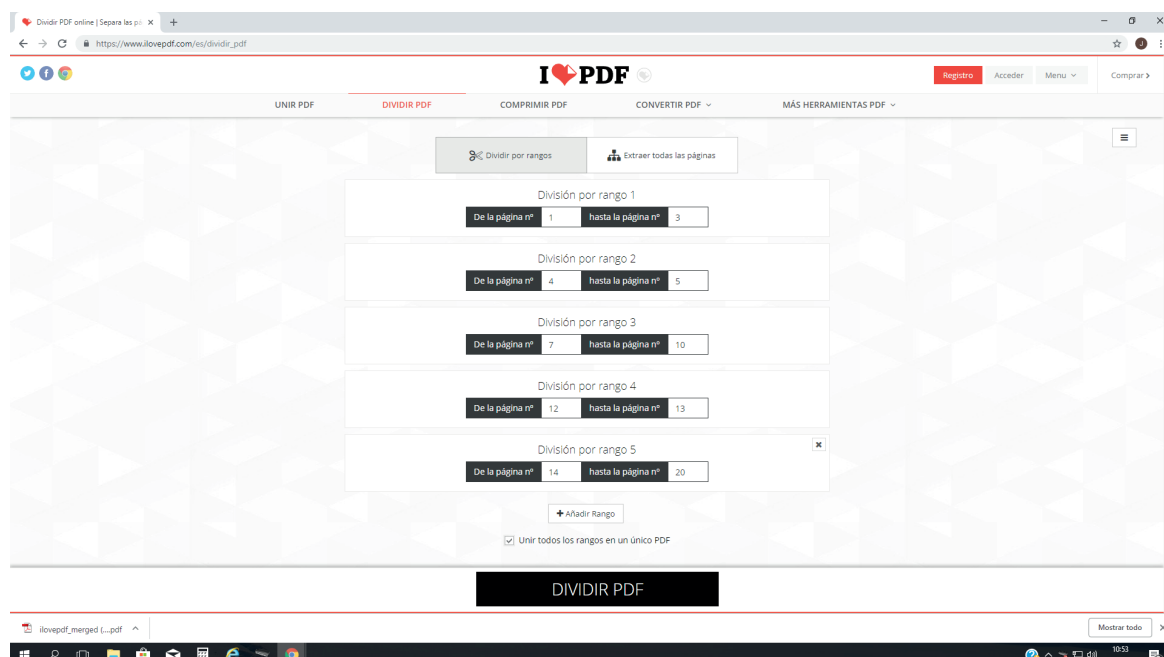 Dividir PDF online | Separa las pá
https://www.ilovepdf.com/es/dividir_pdf
I PDF
Registro Acceder Menu Comprar
UNIR PDF DIVIDIR PDF COMPRIMIR PDF CONVERTIR PDF MÁS HERRAMIENTAS PDF
Dividir por rangos Extraer todas las páginas
División por rango 1
De la página nº 1 hasta la página nº 3
División por rango 2
De la página nº 4 hasta la página nº 5
División por rango 3
De la página nº 7 hasta la página nº 10
División por rango 4
De la página nº 12 hasta la página nº 13
División por rango 5
De la página nº 14 hasta la página nº 20
Añadir Rango
Unir todos los rangos en un único PDF
DIVIDIR PDF
ilovepdf_merged (....pdf Mostrar todo
10:53